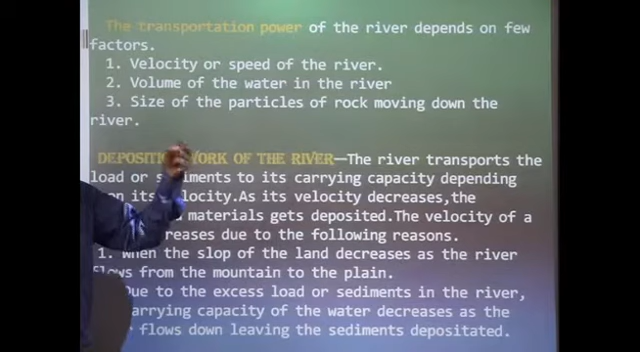 The transportation power of the river depends on few
factors.
1. Velocity or speed of the river.
2. Volume of the water in the river
3. Size of the particles of rock moving down the
river.
WORK OF THE RIVER—The river transports the
load or to its carrying capacity depending
its As its velocity decreases,the
materials gets deposited.The velocity of a
due to the following reasons.
1. When the slop of the land decreases as the river
flows from the mountain to the plain.
Due to the excess load or sediments in the river,
capacity of the water decreases as the
flows down leaving the sediments depositated.